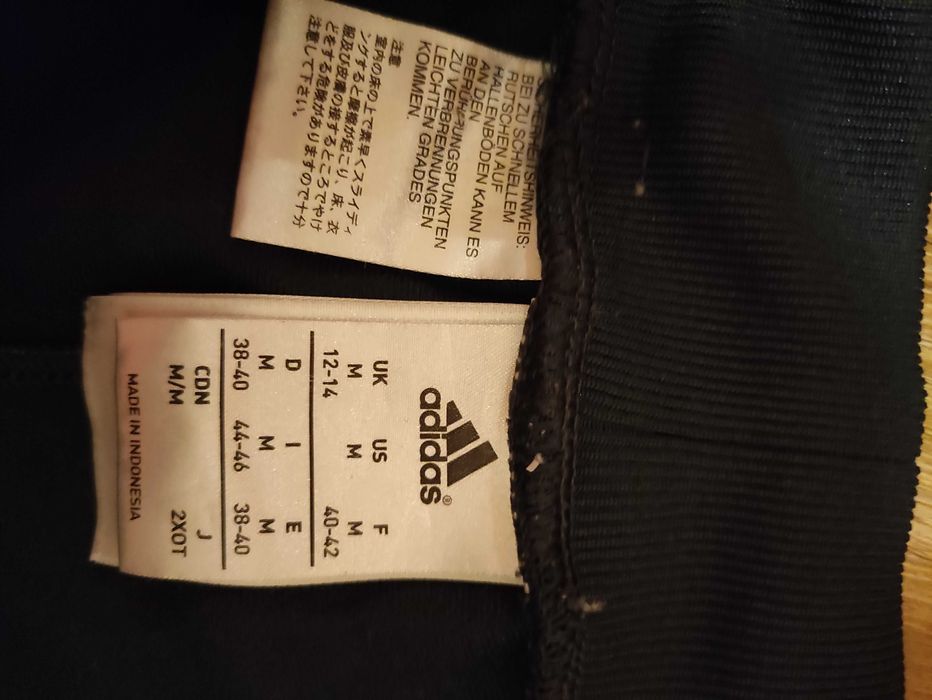 SICHERHEITSHINWEIS:
BEI ZU SCHNELLEM
RUTSCHEN AUF
HALLENBÖDEN KANN ES
AN DEN
BERÜHRUNGSPUNKTEN
ZU VERBRENNUNGEN
LEICHTEN GRADES
KOMMEN.
注意
室内の床の上で素早くスライディ
ングすると摩擦が起こり、床、衣
服及び皮膚の接するところでやけ
どをする危険がありますので十分
注意して下さい。
adidas®
UK US F
M M M
12-14 40-42
D I E
M M M
38-40 44-46 38-40
CDN J
M/M 2XOT
MADE IN INDONESIA